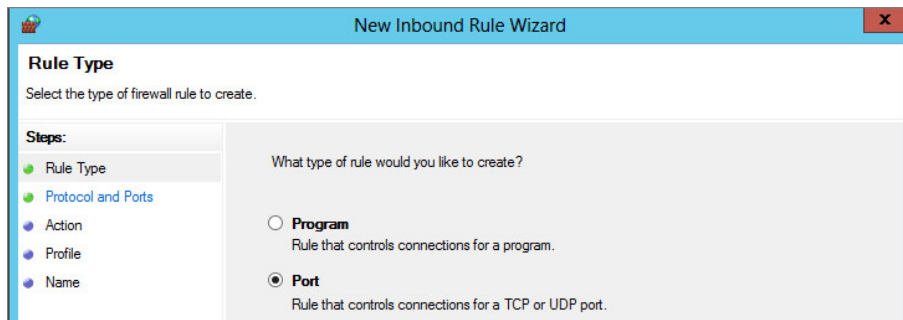 New Inbound Rule Wizard
x
Rule Type
Select the type of firewall rule to create.
Steps:
Rule Type
Protocol and Ports
Action
Profile
Name
What type of rule would you like to create?
Program
Rule that controls connections for a program.
Port
Rule that controls connections for a TCP or UDP port.